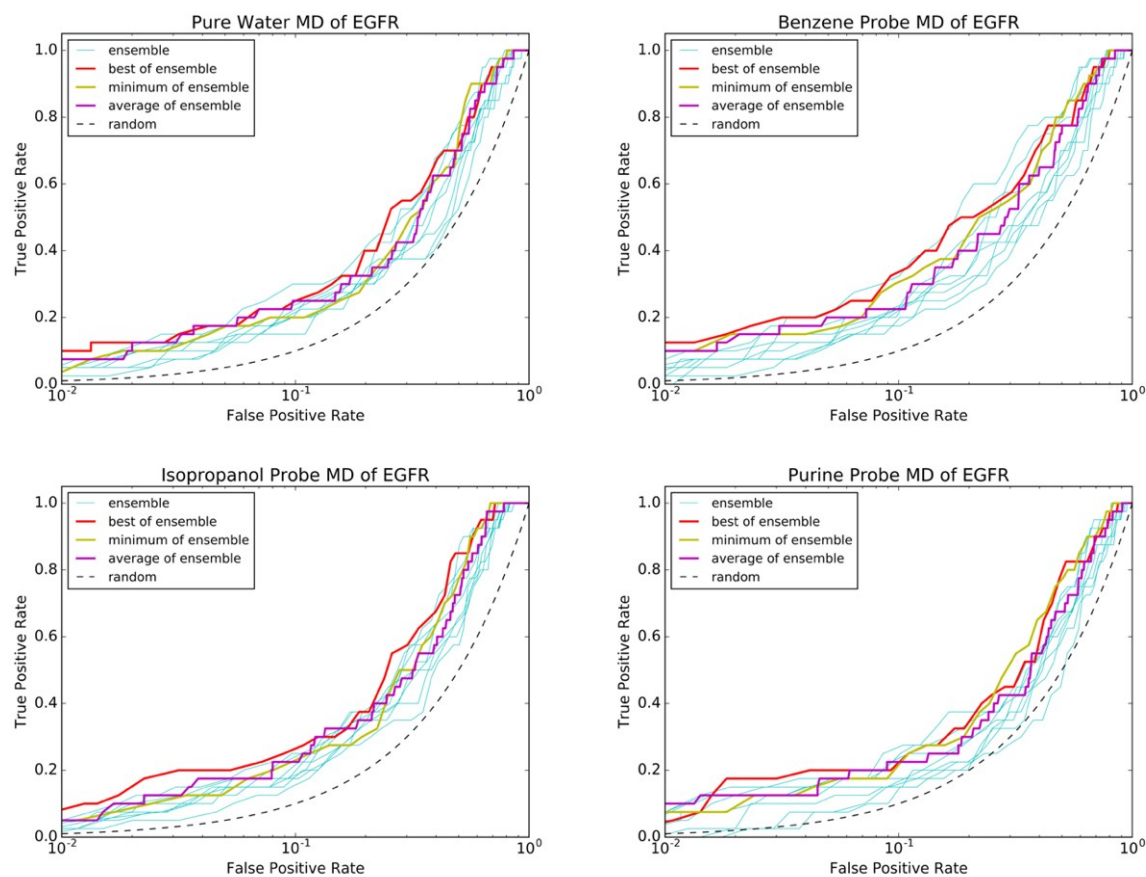 Pure Water MD of EGFR
ensemble
best of ensemble
minimum of ensemble
average of ensemble
random
True Positive Rate
1.0
0.8
0.6
0.4
0.2
0.0
10⁻²
10⁻¹
10⁰
False Positive Rate
Benzene Probe MD of EGFR
ensemble
best of ensemble
minimum of ensemble
average of ensemble
random
True Positive Rate
1.0
0.8
0.6
0.4
0.2
0.0
10⁻²
10⁻¹
10⁰
False Positive Rate
Isopropanol Probe MD of EGFR
ensemble
best of ensemble
minimum of ensemble
average of ensemble
random
True Positive Rate
1.0
0.8
0.6
0.4
0.2
0.0
10⁻²
10⁻¹
10⁰
False Positive Rate
Purine Probe MD of EGFR
ensemble
best of ensemble
minimum of ensemble
average of ensemble
random
True Positive Rate
1.0
0.8
0.6
0.4
0.2
0.0
10⁻²
10⁻¹
10⁰
False Positive Rate